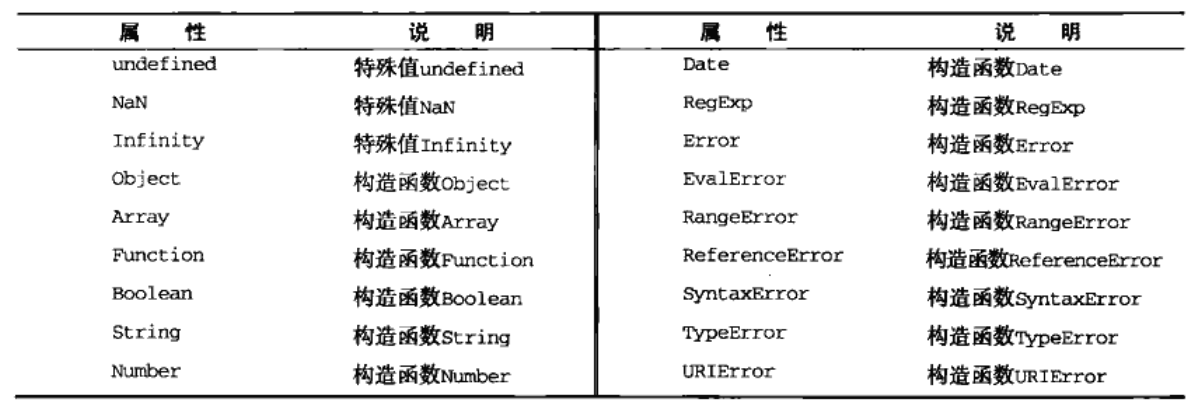 属 性 说 明 属 性 说 明
undefined 特殊值undefined Date 构造函数Date
NaN 特殊值NaN RegExp 构造函数RegExp
Infinity 特殊值Infinity Error 构造函数Error
Object 构造函数Object EvalError 构造函数EvalError
Array 构造函数Array RangeError 构造函数RangeError
Function 构造函数Function ReferenceError 构造函数ReferenceError
Boolean 构造函数Boolean SyntaxError 构造函数SyntaxError
String 构造函数String TypeError 构造函数TypeError
Number 构造函数Number URIError 构造函数URIError